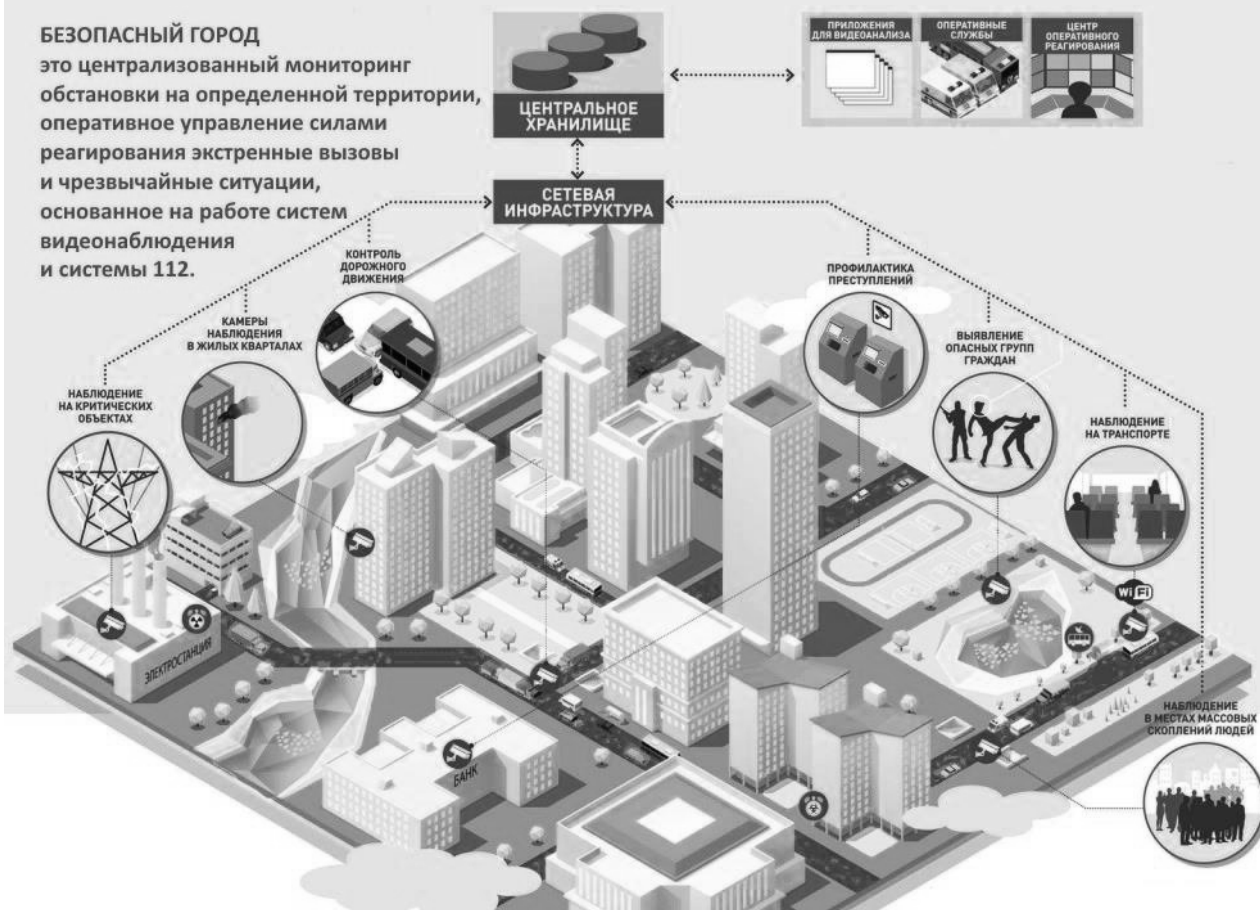 БЕЗОПАСНЫЙ ГОРОД
это централизованный мониторинг
обстановки на определенной территории,
оперативное управление силами
реагирования экстренные вызовы
и чрезвычайные ситуации,
основанное на работе систем
видеонаблюдения
и системы 112.
ЦЕНТРАЛЬНОЕ
ХРАНИЛИЩЕ
ПРИЛОЖЕНИЯ
ДЛЯ ВИДЕОАНАЛИЗА
ОПЕРАТИВНЫЕ
СЛУЖБЫ
ЦЕНТР
ОПЕРАТИВНОГО
РЕАГИРОВАНИЯ
СЕТЕВАЯ
ИНФРАСТРУКТУРА
КОНТРОЛЬ
ДОРОЖНОГО
ДВИЖЕНИЯ
КАМЕРЫ
НАБЛЮДЕНИЯ
В ЖИЛЫХ КВАРТАЛАХ
НАБЛЮДЕНИЕ
НА КРИТИЧЕСКИХ
ОБЪЕКТАХ
ПРОФИЛАКТИКА
ПРЕСТУПЛЕНИЙ
ВЫЯВЛЕНИЕ
ОПАСНЫХ ГРУПП
ГРАЖДАН
НАБЛЮДЕНИЕ
НА ТРАНСПОРТЕ
WiFi
ЭЛЕКТРОСТАНЦИЯ
БАНК
НАБЛЮДЕНИЕ
В МЕСТАХ МАССОВЫХ
СКОПЛЕНИЙ ЛЮДЕЙ